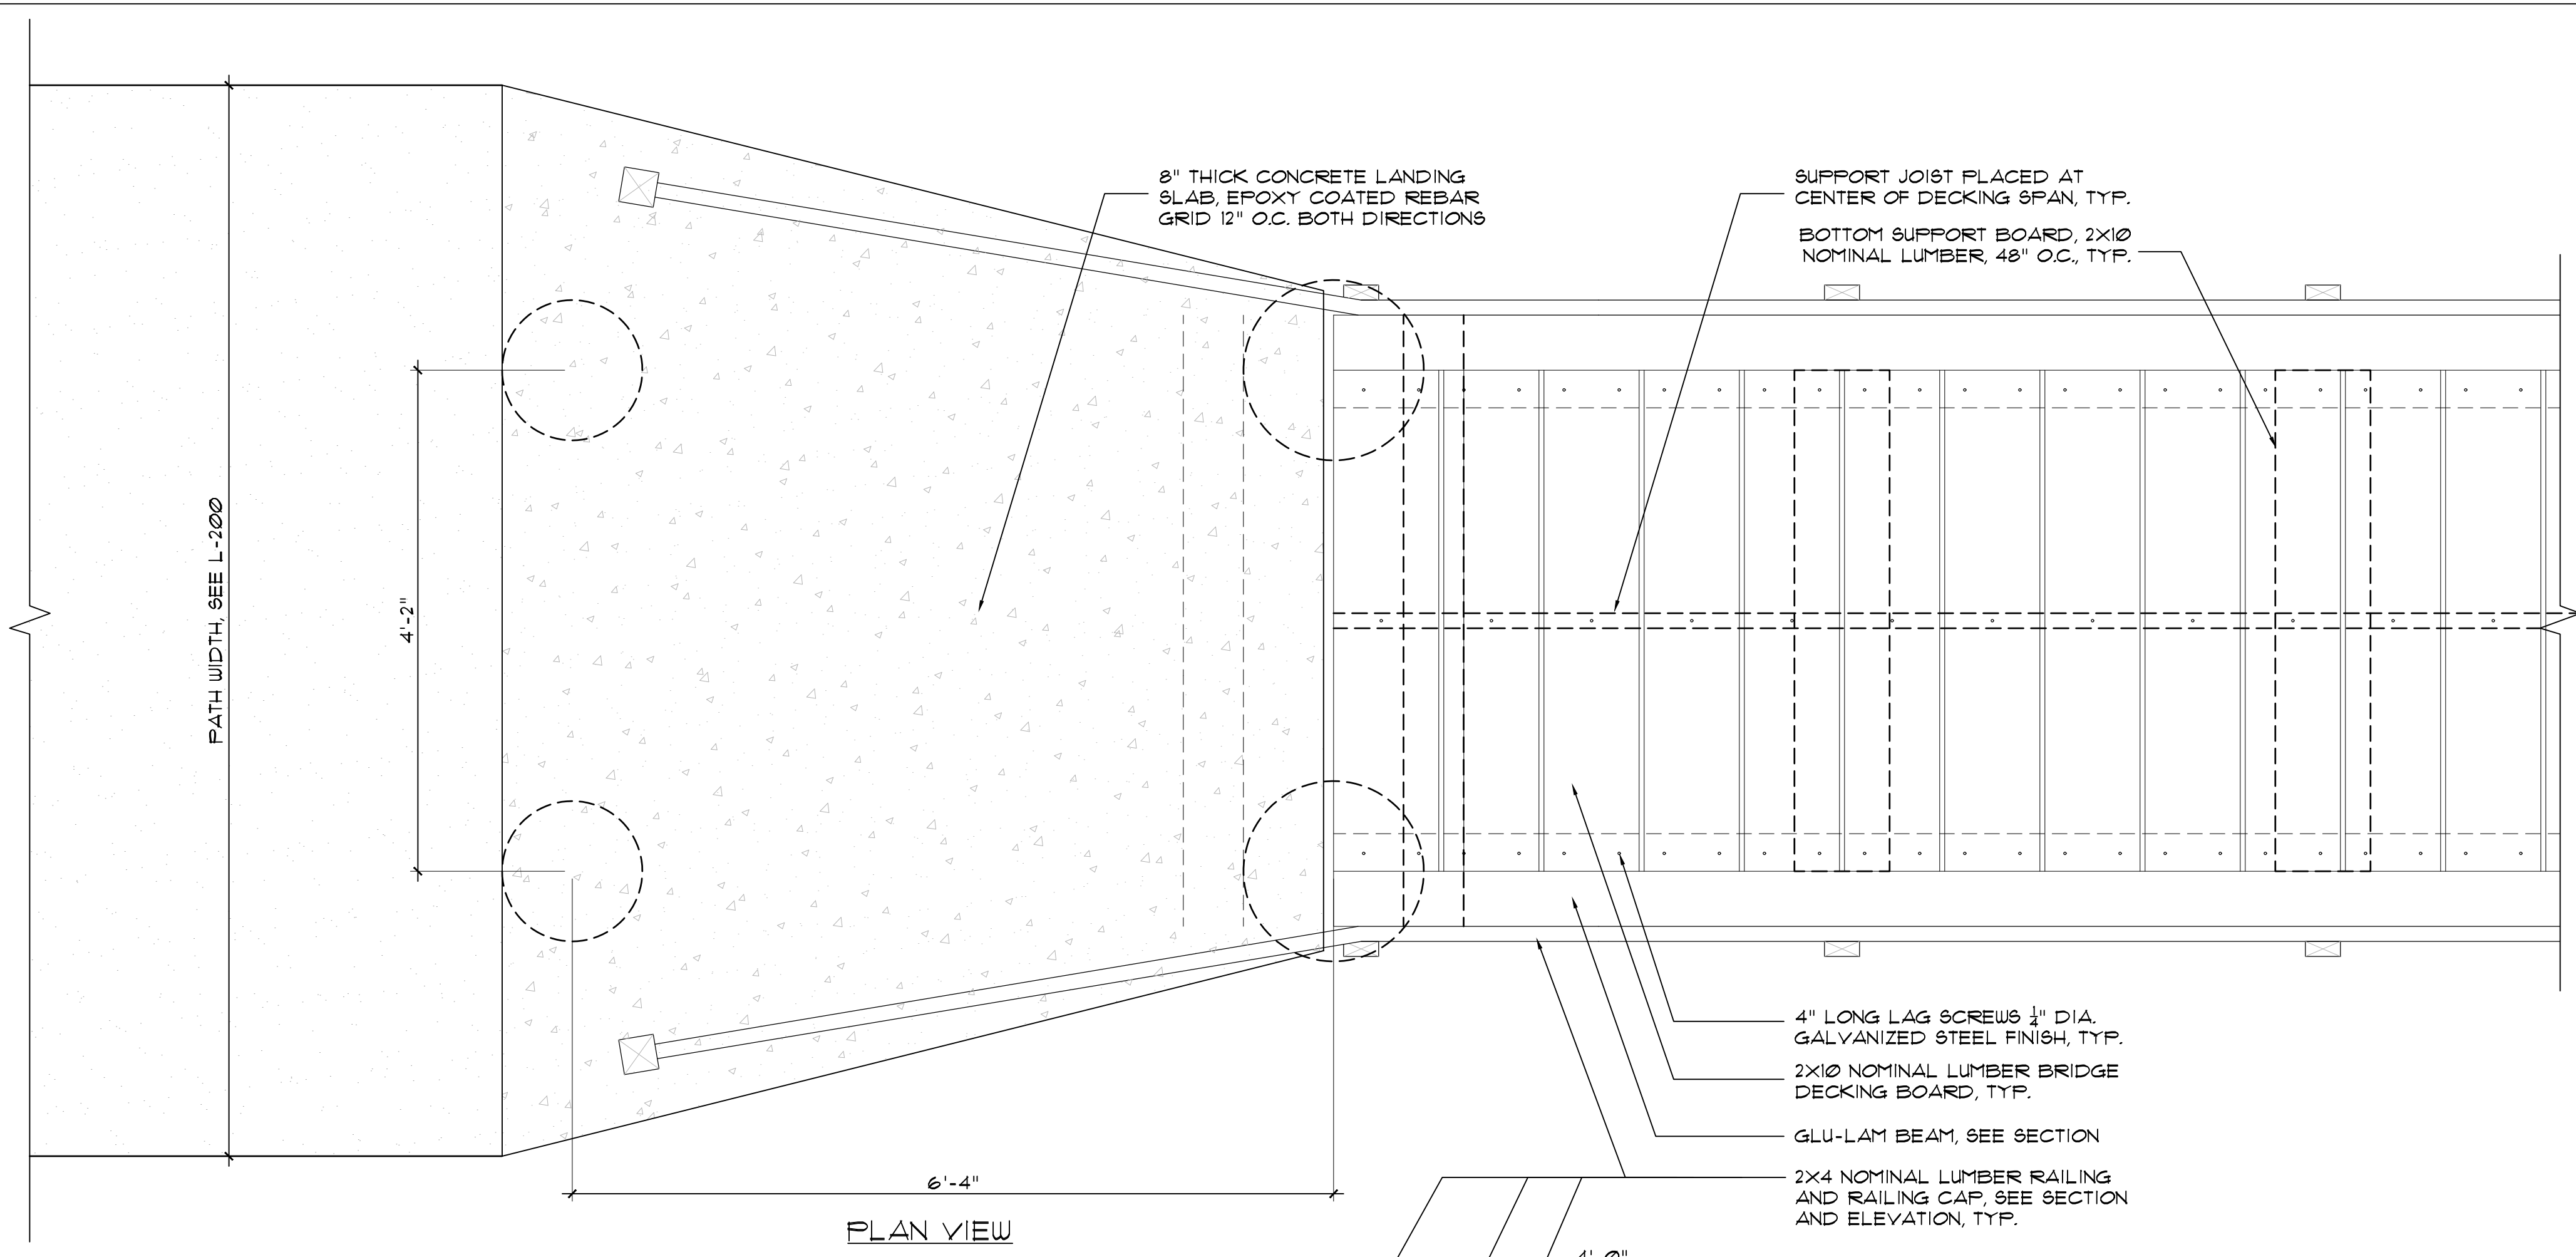 8" THICK CONCRETE LANDING
SLAB, EPOXY COATED REBAR
GRID 12" O.C. BOTH DIRECTIONS
SUPPORT JOIST PLACED AT
CENTER OF DECKING SPAN, TYP.
BOTTOM SUPPORT BOARD, 2X10
NOMINAL LUMBER, 48" O.C., TYP.
PATH WIDTH, SEE L-200
4'-2"
4" LONG LAG SCREWS 1/4" DIA.
GALVANIZED STEEL FINISH, TYP.
2X10 NOMINAL LUMBER BRIDGE
DECKING BOARD, TYP.
GLU-LAM BEAM, SEE SECTION
2X4 NOMINAL LUMBER RAILING
AND RAILING CAP, SEE SECTION
AND ELEVATION, TYP.
6'-4"
PLAN VIEW
4'-0"